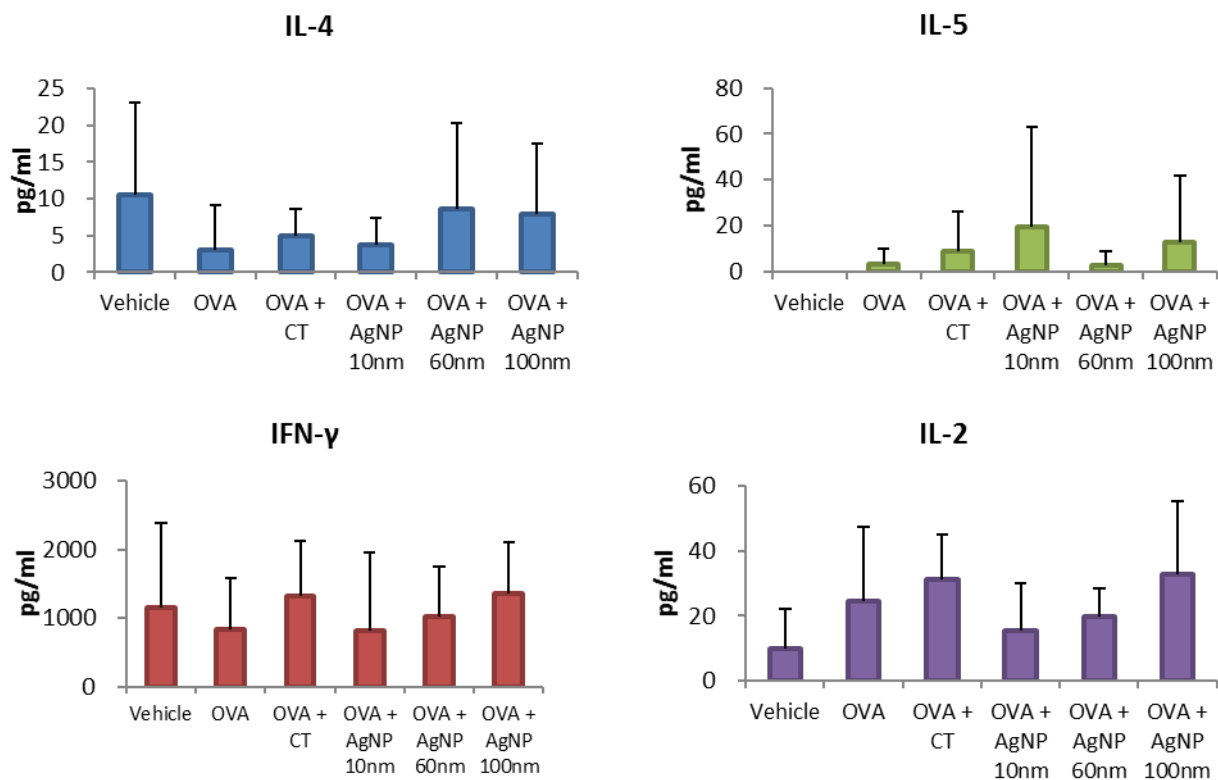 IL-4
25
20
15
10
5
0
pg/ml
Vehicle OVA OVA + OVA + OVA + OVA +
CT AgNP AgNP AgNP
10nm 60nm 100nm
IL-5
80
60
40
20
0
pg/ml
Vehicle OVA OVA + OVA + OVA + OVA +
CT AgNP AgNP AgNP
10nm 60nm 100nm
IFN-γ
3000
2000
1000
0
pg/ml
Vehicle OVA OVA + OVA + OVA + OVA +
CT AgNP AgNP AgNP
10nm 60nm 100nm
IL-2
60
40
20
0
pg/ml
Vehicle OVA OVA + OVA + OVA + OVA +
CT AgNP AgNP AgNP
10nm 60nm 100nm